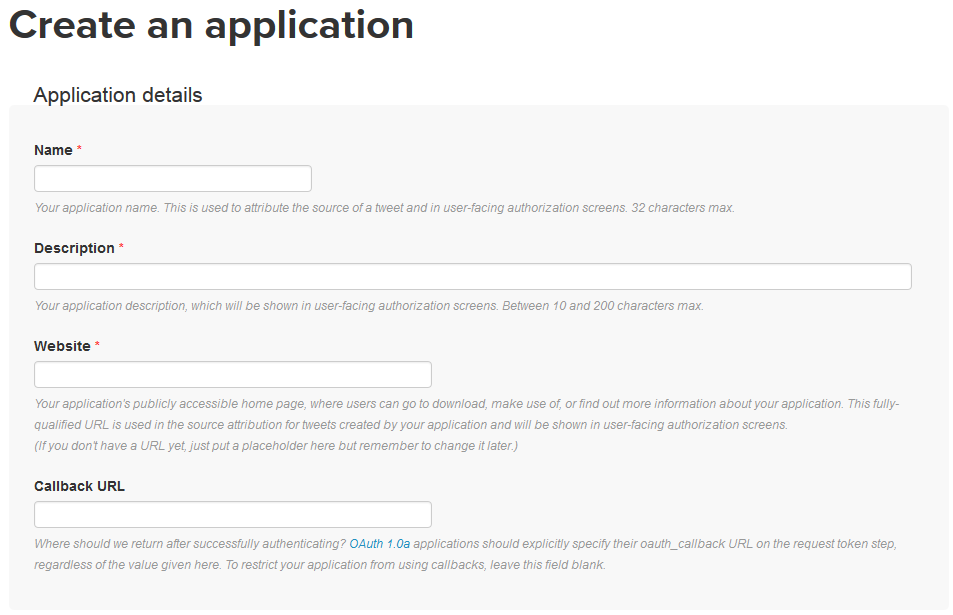 Create an application
Application details
Name *
Your application name. This is used to attribute the source of a tweet and in user-facing authorization screens. 32 characters max.
Description *
Your application description, which will be shown in user-facing authorization screens. Between 10 and 200 characters max.
Website *
Your application's publicly accessible home page, where users can go to download, make use of, or find out more information about your application. This fully-
qualified URL is used in the source attribution for tweets created by your application and will be shown in user-facing authorization screens.
(If you don't have a URL yet, just put a placeholder here but remember to change it later.)
Callback URL
Where should we return after successfully authenticating? OAuth 1.0a applications should explicitly specify their oauth_callback URL on the request token step,
regardless of the value given here. To restrict your application from using callbacks, leave this field blank.